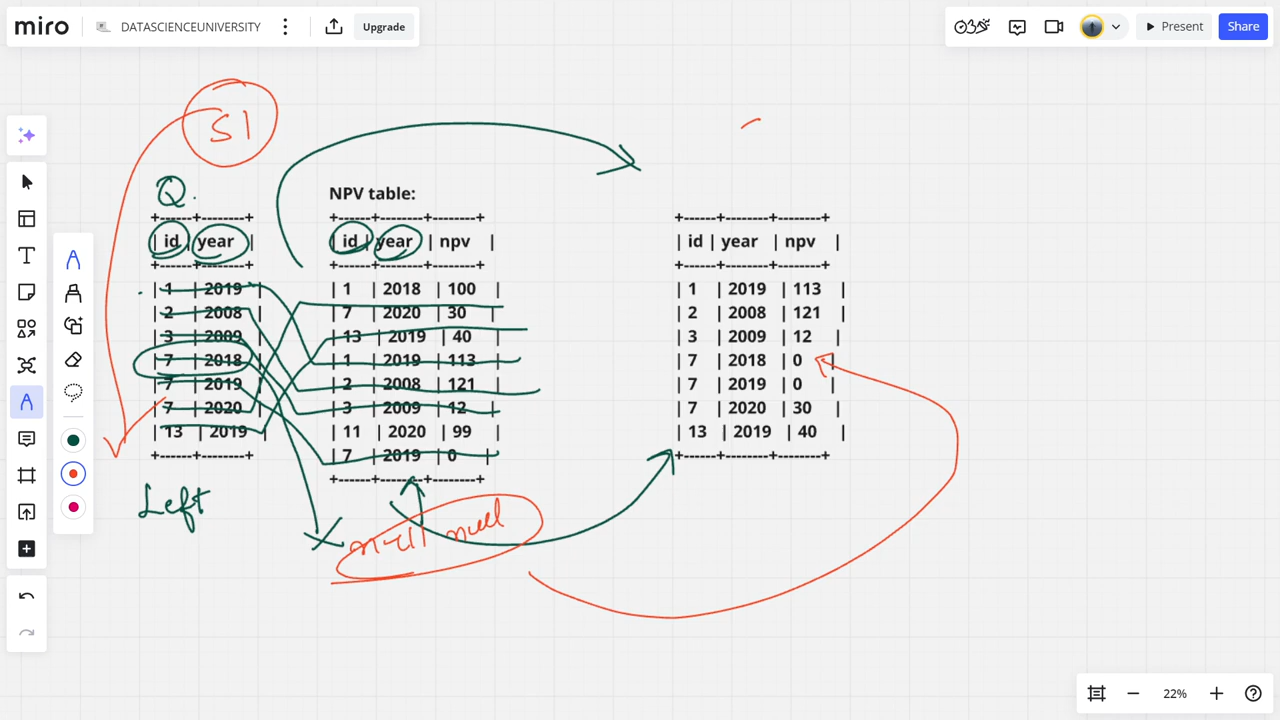 miro DATASCIENCEUNIVERSITY Upgrade Present Share
S1
Q.
NPV table:
+------+--------+
| id | year |
+------+--------+
| 1 | 2019 |
| 2 | 2008 |
| 3 | 2009 |
| 7 | 2018 |
| 7 | 2019 |
| 7 | 2020 |
| 13 | 2019 |
+------+--------+
Left
+------+--------+--------+
| id | year | npv |
+------+--------+--------+
| 1 | 2018 | 100 |
| 7 | 2020 | 30 |
| 13 | 2019 | 40 |
| 1 | 2019 | 113 |
| 2 | 2008 | 121 |
| 3 | 2009 | 12 |
| 11 | 2020 | 99 |
| 7 | 2019 | 0 |
+------+--------+--------+
null null
+------+--------+--------+
| id | year | npv |
+------+--------+--------+
| 1 | 2019 | 113 |
| 2 | 2008 | 121 |
| 3 | 2009 | 12 |
| 7 | 2018 | 0 |
| 7 | 2019 | 0 |
| 7 | 2020 | 30 |
| 13 | 2019 | 40 |
+------+--------+--------+
22%